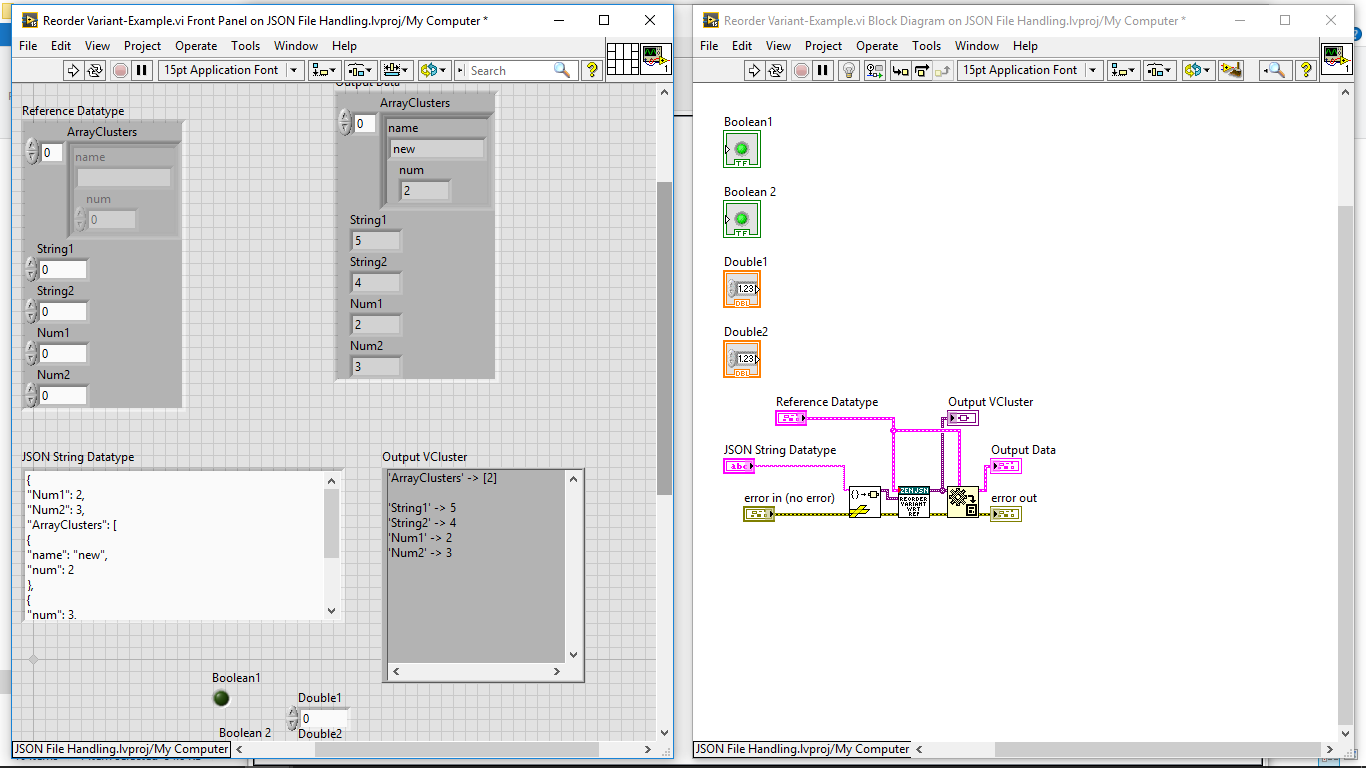 Reorder Variant-Example.vi Front Panel on JSON File Handling.lvproj/My Computer *
File Edit View Project Operate Tools Window Help
15pt Application Font
Search
1
Reference Datatype
ArrayClusters
0
name
num
0
String1
0
String2
0
Num1
0
Num2
0
Output Data
ArrayClusters
0
name
new
num
2
String1
5
String2
4
Num1
2
Num2
3
JSON String Datatype
{
"Num1": 2,
"Num2": 3,
"ArrayClusters": [
{
"name": "new",
"num": 2
},
{
"num": 3,
Output VCluster
'ArrayClusters' -> [2]
'String1' -> 5
'String2' -> 4
'Num1' -> 2
'Num2' -> 3
Boolean1
Double1
0
Boolean 2
Double2
JSON File Handling.lvproj/My Computer
Reorder Variant-Example.vi Block Diagram on JSON File Handling.lvproj/My Computer *
File Edit View Project Operate Tools Window Help
15pt Application Font
1
Boolean1
TF
Boolean 2
TF
Double1
1.23
DBL
Double2
1.23
DBL
Reference Datatype
Output VCluster
JSON String Datatype
abc
Output Data
error in (no error)
REORDER
VARIANT
WRT
REF
error out
JSON File Handling.lvproj/My Computer